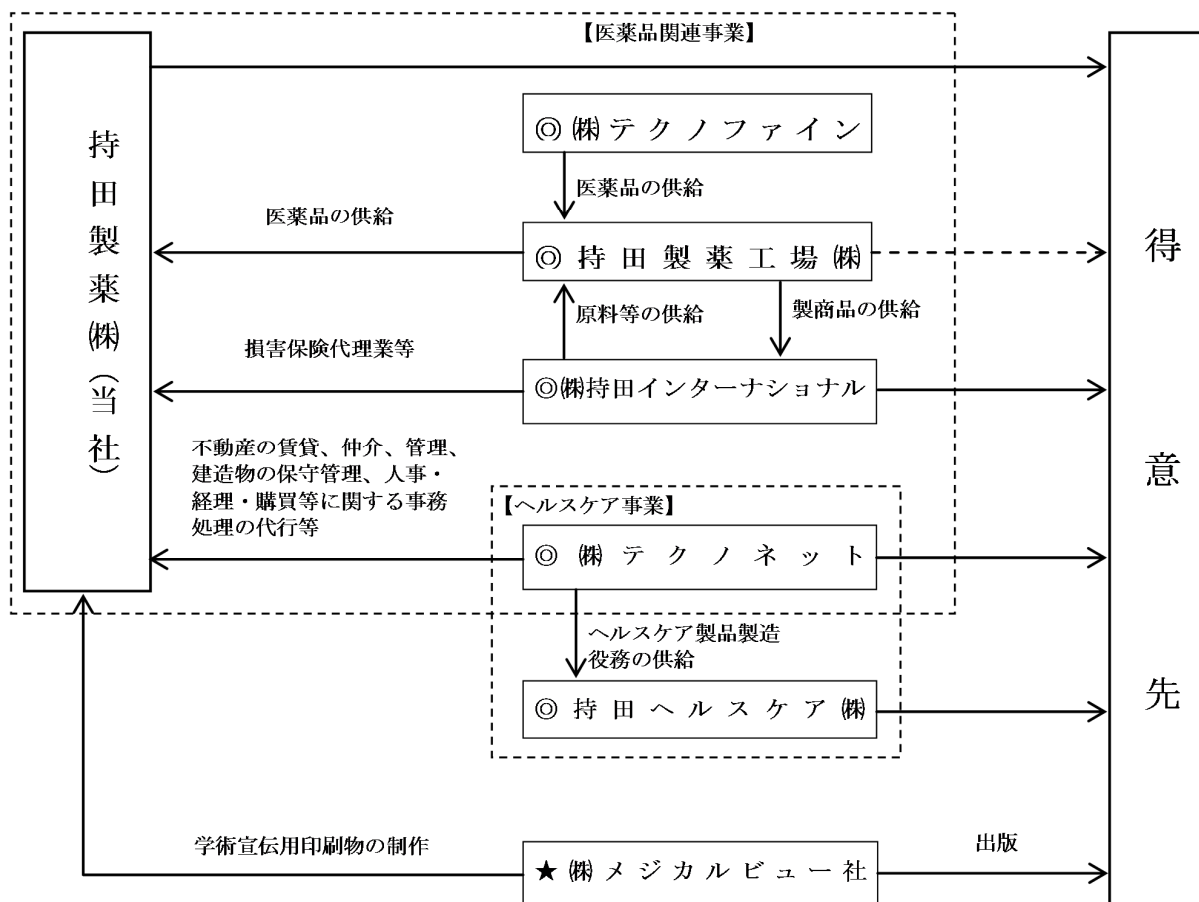 【医薬品関連事業】
持田製薬㈱（当社）
◎㈱テクノファイン
医薬品の供給
医薬品の供給
◎持田製薬工場㈱
得意先
原料等の供給
製商品の供給
損害保険代理業等
◎㈱持田インターナショナル
不動産の賃貸、仲介、管理、
建造物の保守管理、人事・
経理・購買等に関する事務
処理の代行等
【ヘルスケア事業】
◎㈱テクノネット
ヘルスケア製品製造
役務の供給
◎持田ヘルスケア㈱
学術宣伝用印刷物の制作
出版
★㈱メジカルビュー社